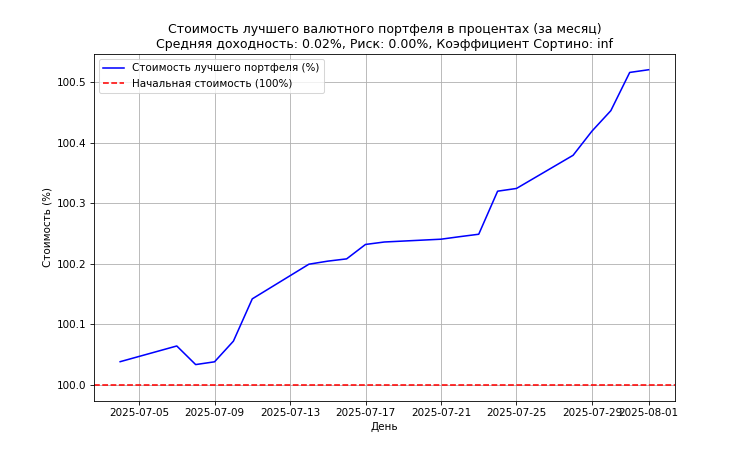 Стоимость лучшего валютного портфеля в процентах (за месяц)
Средняя доходность: 0.02%, Риск: 0.00%, Коэффициент Сортино: inf
Стоимость лучшего портфеля (%)
Начальная стоимость (100%)
Стоимость (%)
100.5
100.4
100.3
100.2
100.1
100.0
2025-07-05 2025-07-09 2025-07-13 2025-07-17 2025-07-21 2025-07-25 2025-07-29 2025-08-01
День